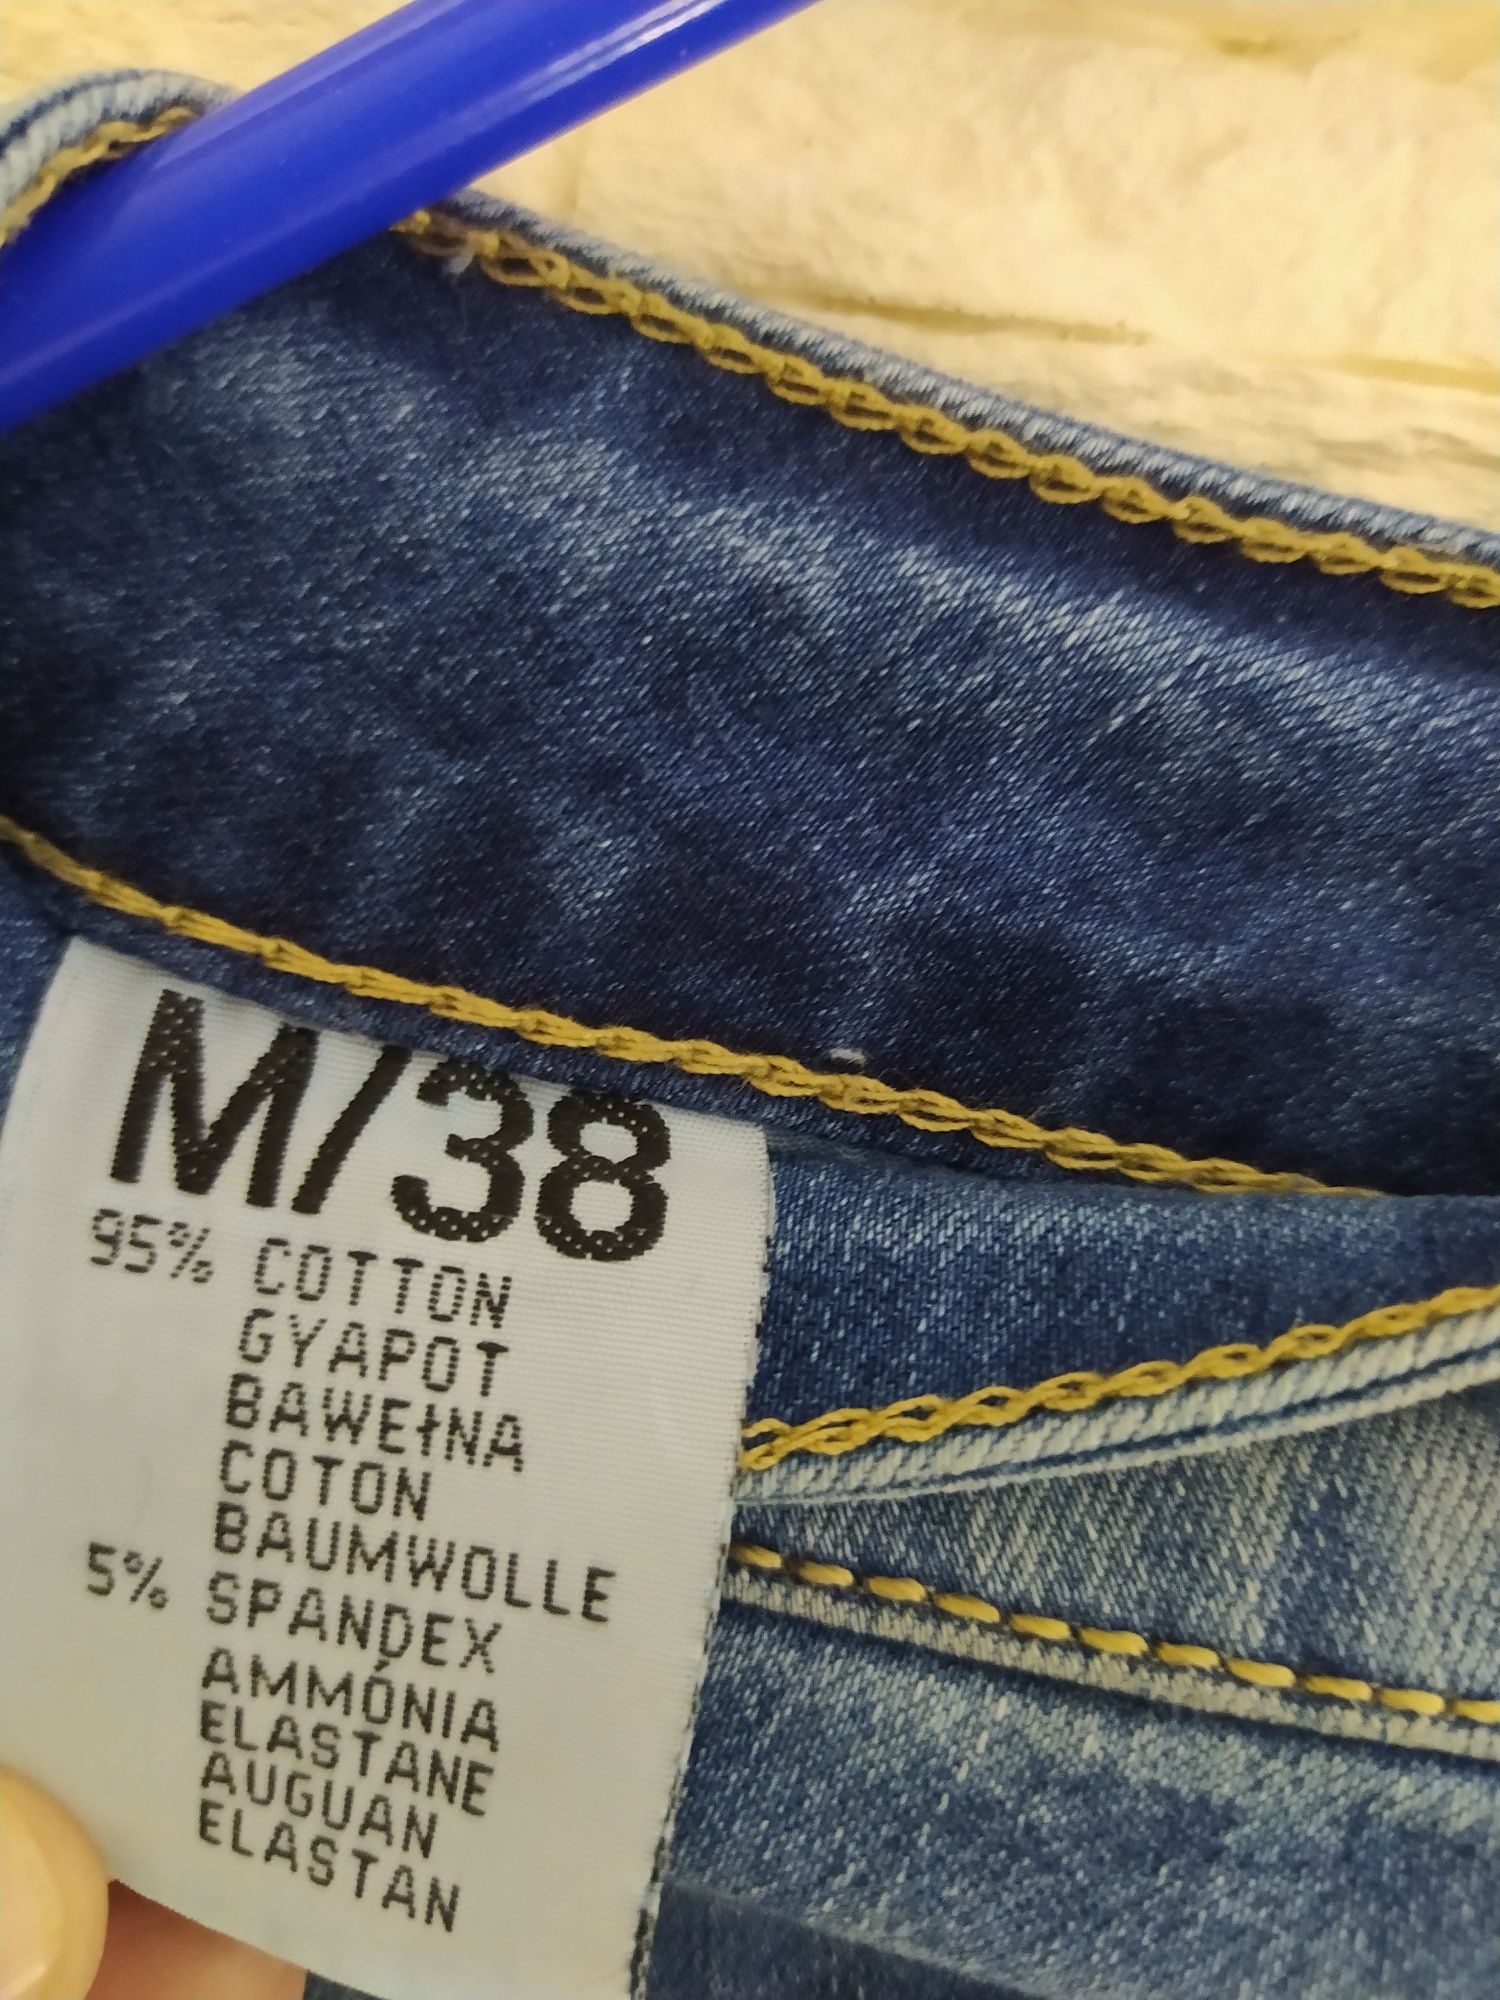 M/38
95% COTTON
GYAPOT
BAWEŁNA
COTON
BAUMWOLLE
5% SPANDEX
AMMÓNIA
ELASTANE
AUGUAN
ELASTAN